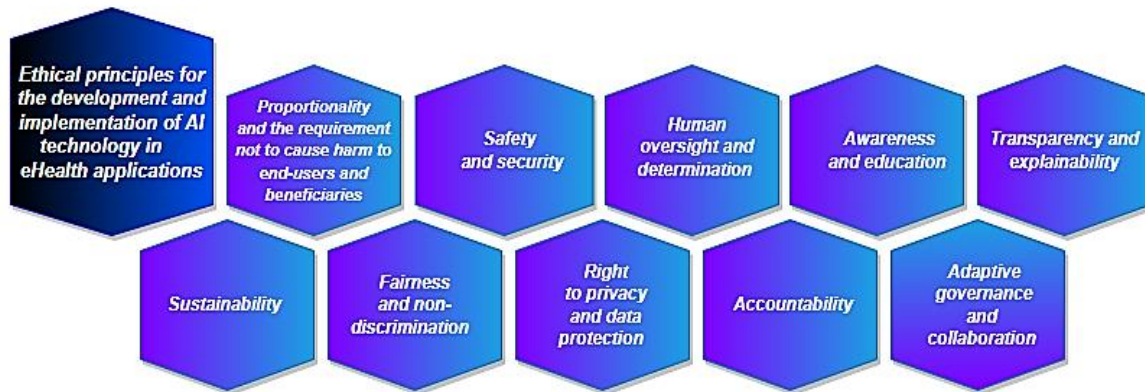 Ethical principles for
the development and
implementation of AI
technology in
eHealth applications
Proportionality
and the requirement
not to cause harm to
end-users and
beneficiaries
Safety
and security
Human
oversight and
determination
Awareness
and education
Transparency and
explainability
Sustainability
Fairness
and non-
discrimination
Right
to privacy
and data
protection
Accountability
Adaptive
governance
and
collaboration